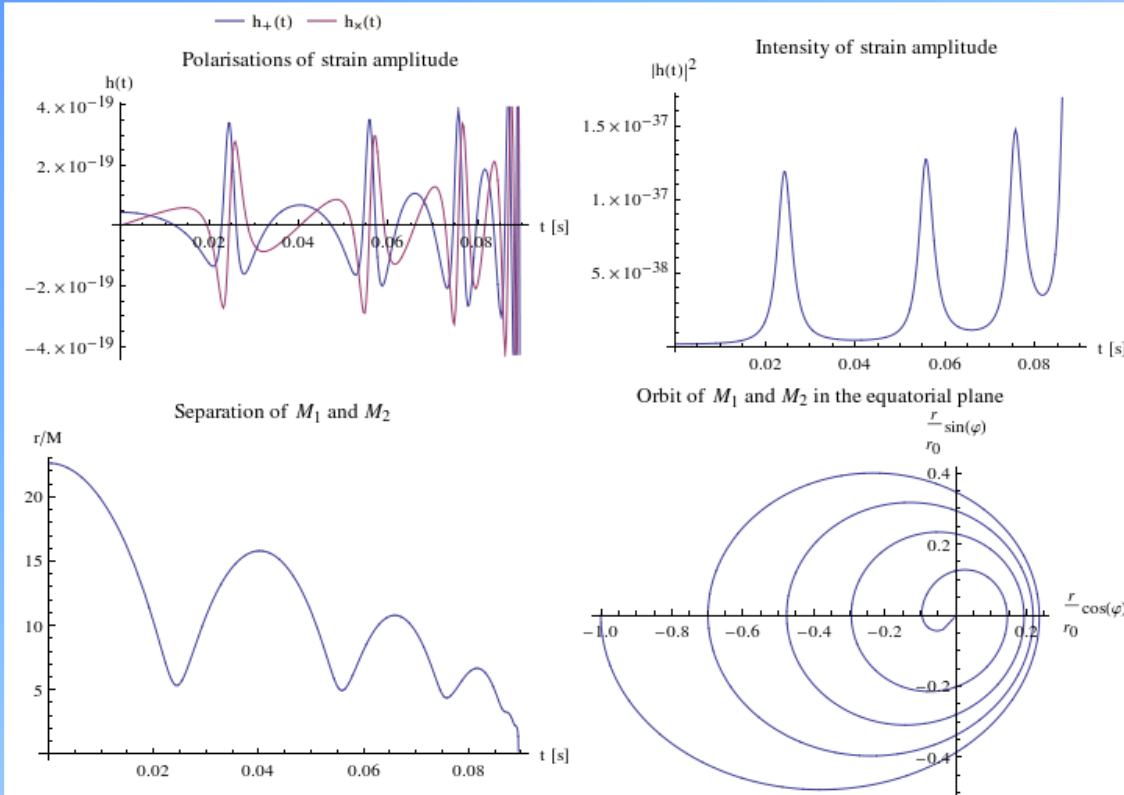 h₊(t) hₓ(t)
Polarisations of strain amplitude
h(t)
4.×10⁻¹⁹
2.×10⁻¹⁹
−2.×10⁻¹⁹
−4.×10⁻¹⁹
0.02 0.04 0.06 0.08
t [s]
Intensity of strain amplitude
|h(t)|²
1.5×10⁻³⁷
1.×10⁻³⁷
5.×10⁻³⁸
0.02 0.04 0.06 0.08
t [s]
Separation of M₁ and M₂
r/M
20
15
10
5
0.02 0.04 0.06 0.08
t [s]
Orbit of M₁ and M₂ in the equatorial plane
r/r₀ sin(φ)
0.4
0.2
−0.2
−0.4
−1.0 −0.8 −0.6 −0.4 −0.2 0.2
r/r₀ cos(φ)